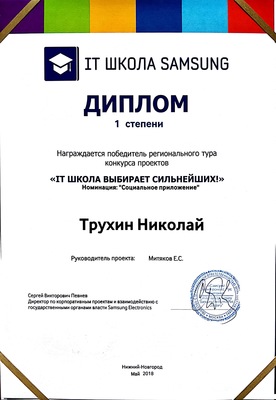 IT ШКОЛА SAMSUNG
ДИПЛОМ
1 степени
Награждается победитель регионального тура
конкурса проектов
«IT ШКОЛА ВЫБИРАЕТ СИЛЬНЕЙШИХ!»
Номинация: "Социальное приложение"
Трухин Николай
Руководитель проекта: Митяков Е.С.
Сергей Викторович Певнев
Директор по корпоративным проектам и взаимодействию с
государственными органами власти Samsung Electronics
Нижний-Новгород
Май 2018